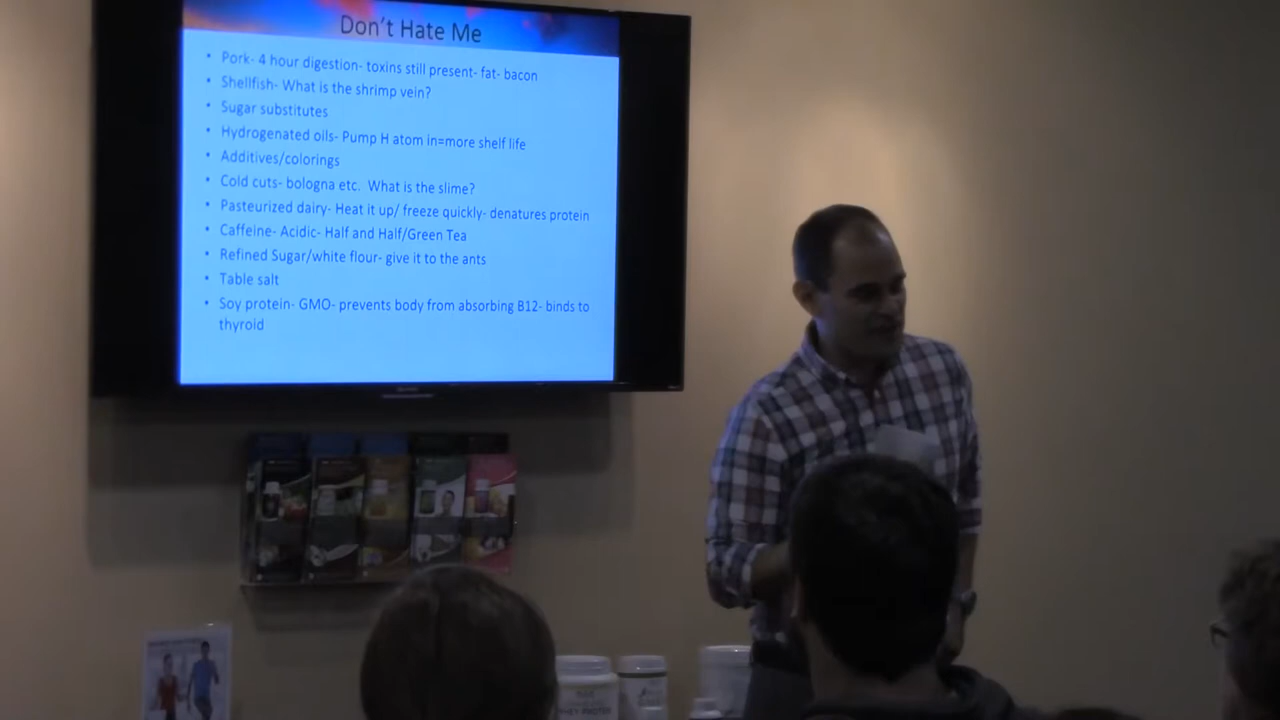 Don't Hate Me
• Pork- 4 hour digestion- toxins still present- fat- bacon
• Shellfish- What is the shrimp vein?
• Sugar substitutes
• Hydrogenated oils- Pump H atom in=more shelf life
• Additives/colorings
• Cold cuts- bologna etc.  What is the slime?
• Pasteurized dairy- Heat it up/ freeze quickly- denatures protein
• Caffeine- Acidic- Half and Half/Green Tea
• Refined Sugar/white flour- give it to the ants
• Table salt
• Soy protein- GMO- prevents body from absorbing B12- binds to
thyroid